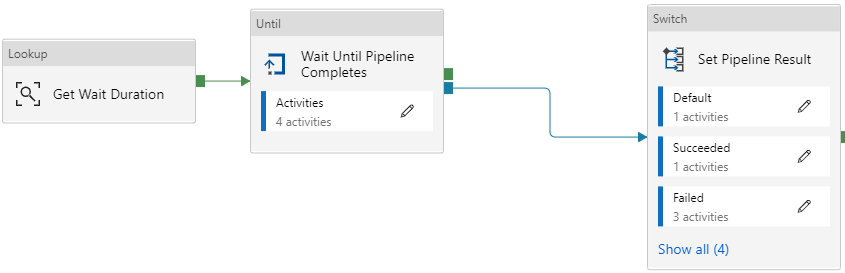 Lookup
Get Wait Duration
Until
Wait Until Pipeline
Completes
Activities
4 activities
Switch
Set Pipeline Result
Default
1 activities
Succeeded
1 activities
Failed
3 activities
Show all (4)